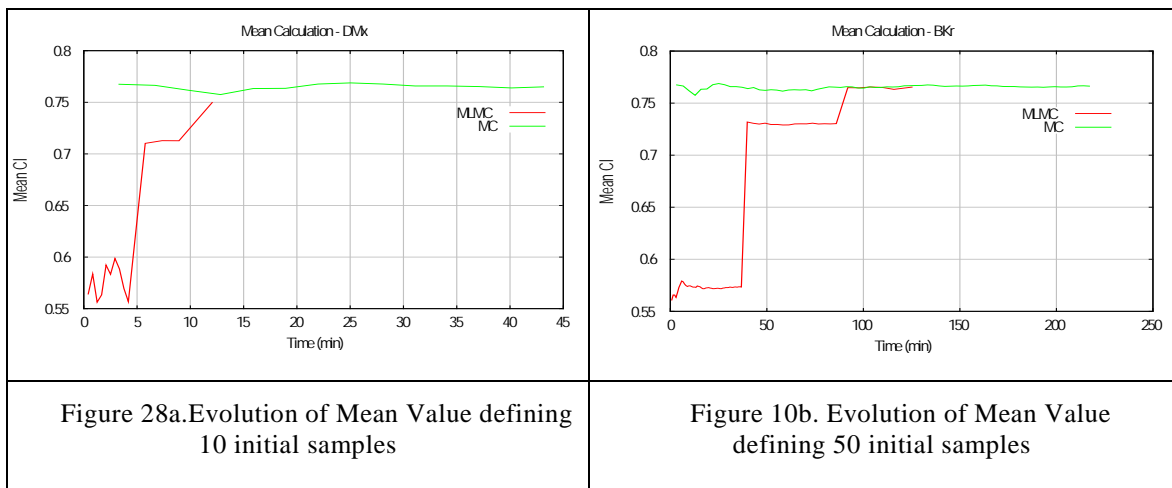 Mean Calculation - DMx
0.8
0.75
0.7
0.65
0.6
0.55
Mean CI
MLMC
MC
0 5 10 15 20 25 30 35 40 45
Time (min)
Mean Calculation - BKr
0.8
0.75
0.7
0.65
0.6
0.55
Mean CI
MLMC
MC
0 50 100 150 200 250
Time (min)
Figure 28a.Evolution of Mean Value defining
10 initial samples
Figure 10b. Evolution of Mean Value
defining 50 initial samples